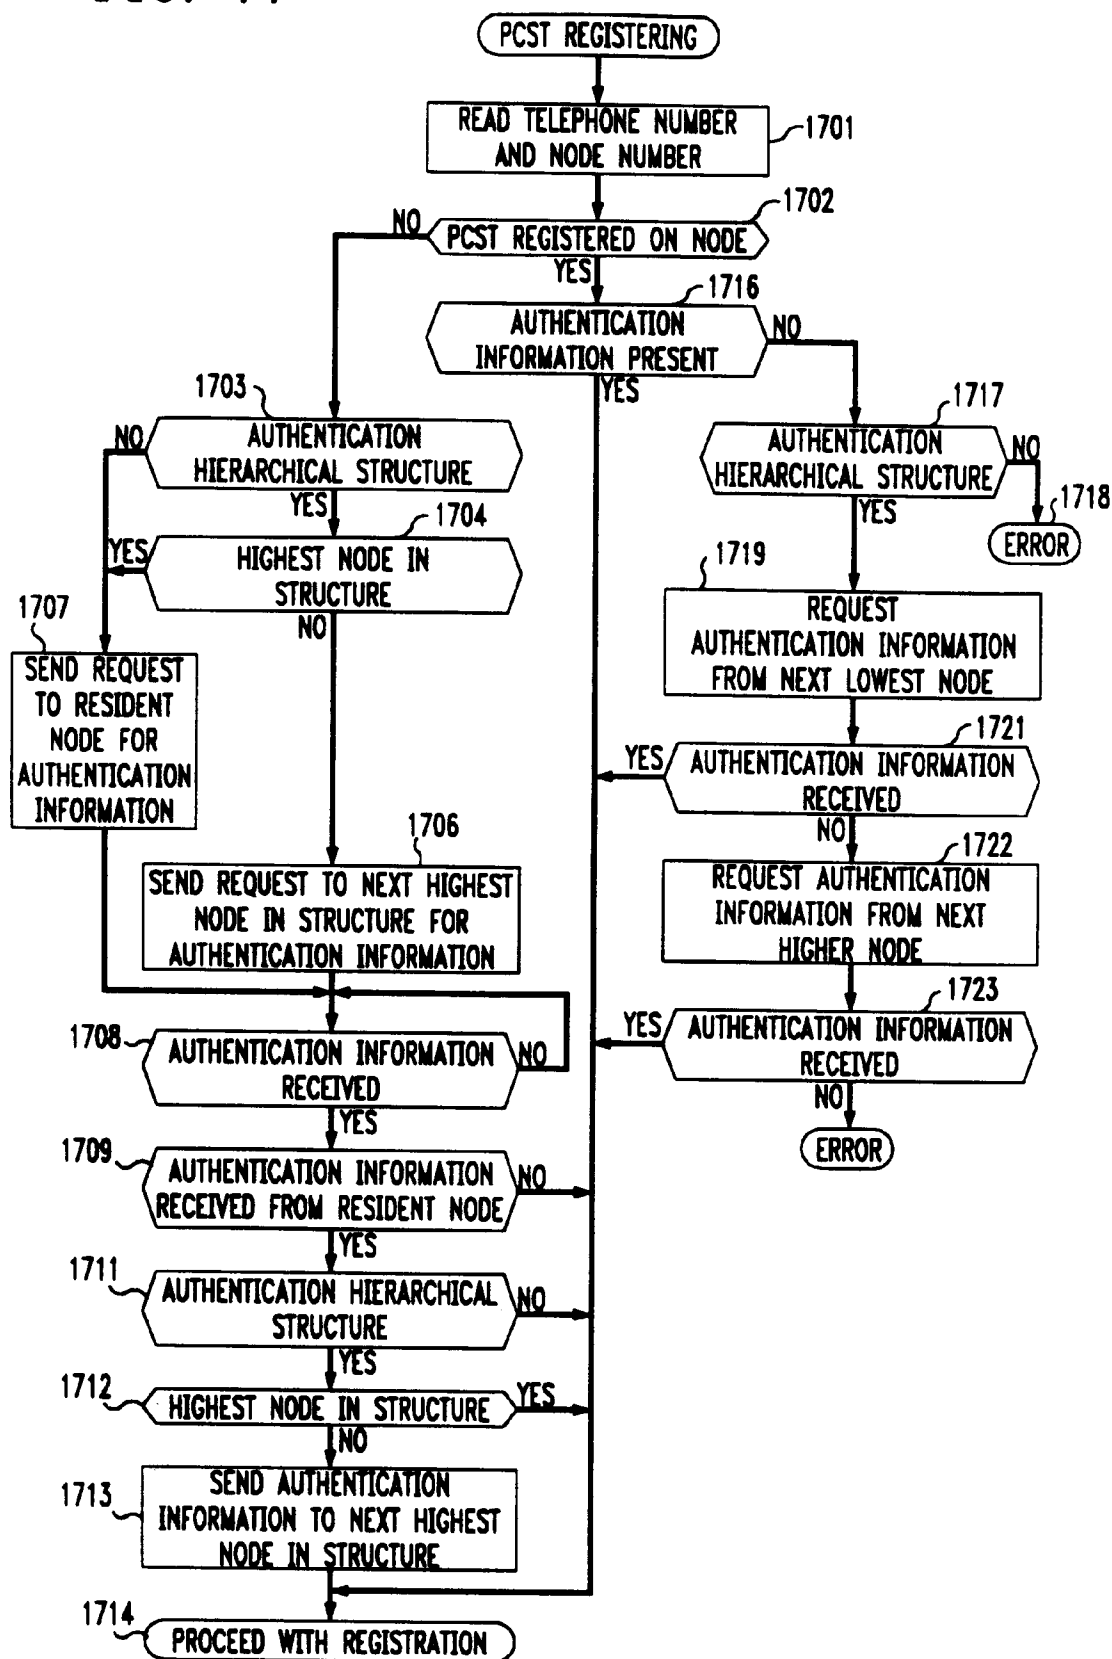 PCST REGISTERING
READ TELEPHONE NUMBER
AND NODE NUMBER
1701
1702
NO
PCST REGISTERED ON NODE
YES
1716
AUTHENTICATION
INFORMATION PRESENT
NO
YES
1703
AUTHENTICATION
HIERARCHICAL STRUCTURE
NO
YES
1704
HIGHEST NODE IN
STRUCTURE
YES
NO
1707
SEND REQUEST
TO RESIDENT
NODE FOR
AUTHENTICATION
INFORMATION
1706
SEND REQUEST TO NEXT HIGHEST
NODE IN STRUCTURE FOR
AUTHENTICATION INFORMATION
1717
AUTHENTICATION
HIERARCHICAL STRUCTURE
NO
YES
1718
ERROR
1719
REQUEST
AUTHENTICATION INFORMATION
FROM NEXT LOWEST NODE
1721
YES
AUTHENTICATION INFORMATION
RECEIVED
NO
1722
REQUEST AUTHENTICATION
INFORMATION FROM NEXT
HIGHER NODE
1723
YES
AUTHENTICATION INFORMATION
RECEIVED
NO
ERROR
1708
AUTHENTICATION INFORMATION
RECEIVED
NO
YES
1709
AUTHENTICATION INFORMATION
RECEIVED FROM RESIDENT NODE
NO
YES
1711
AUTHENTICATION HIERARCHICAL
STRUCTURE
NO
YES
1712
HIGHEST NODE IN STRUCTURE
YES
NO
1713
SEND AUTHENTICATION
INFORMATION TO NEXT HIGHEST
NODE IN STRUCTURE
1714
PROCEED WITH REGISTRATION